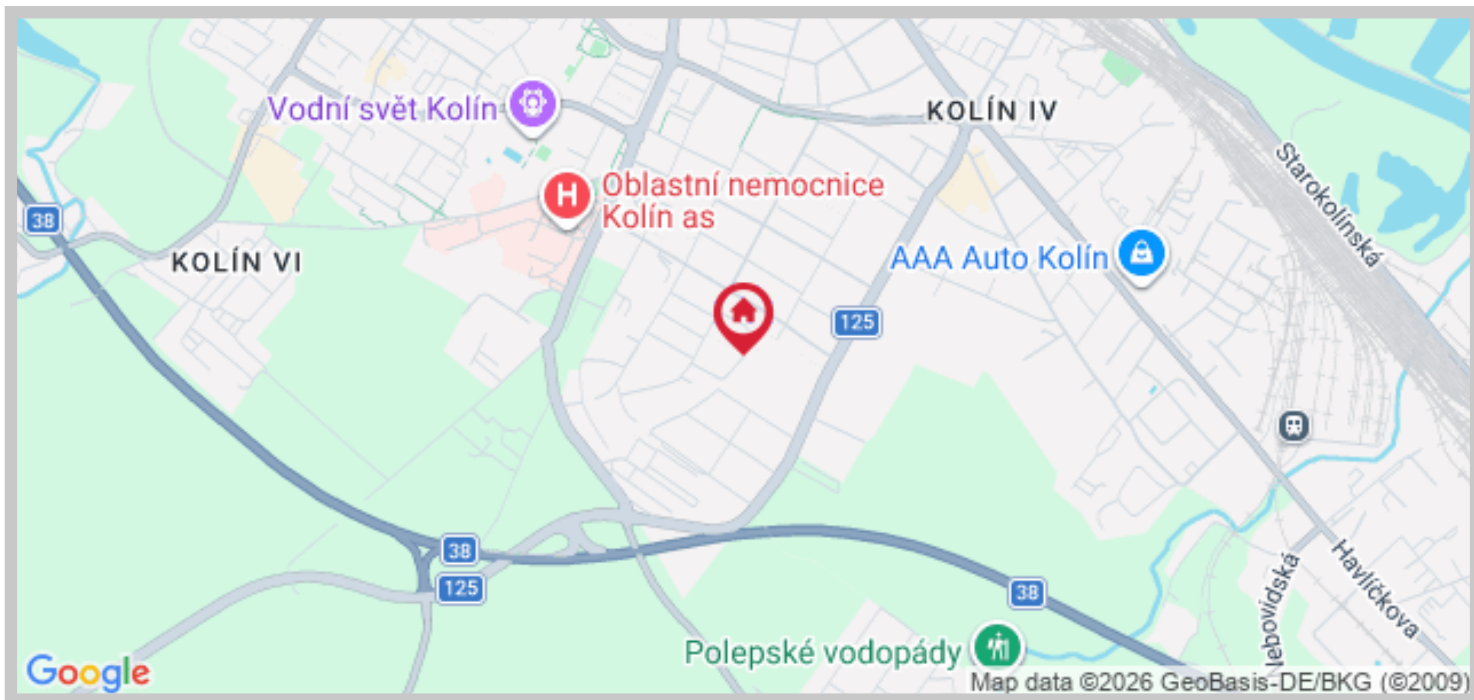 KOLÍN IV
Vodní svět Kolín
Starokolínská
H
Oblastní nemocnice
Kolín as
38
KOLÍN VI
AAA Auto Kolín
125
38
125
38
Nebovidská
Havlíčkova
Polepské vodopády
Google
Map data ©2026 GeoBasis-DE/BKG (©2009)